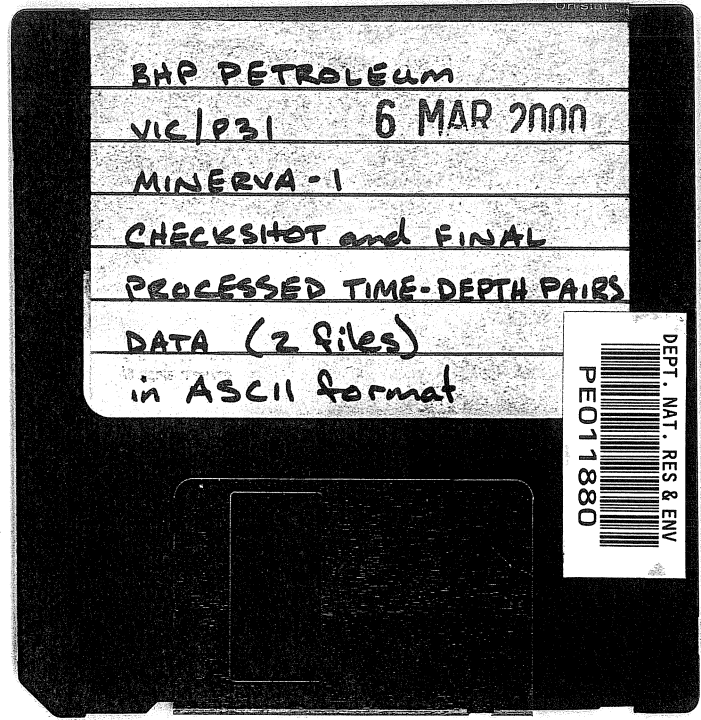 BHP PETROLEUM
VIC/P31 6 MAR 2000
MINERVA-1
CHECKSHOT and FINAL
PROCESSED TIME-DEPTH PAIRS
DATA (2 files)
in ASCII format
DEPT. NAT. RES & ENV
PE011880